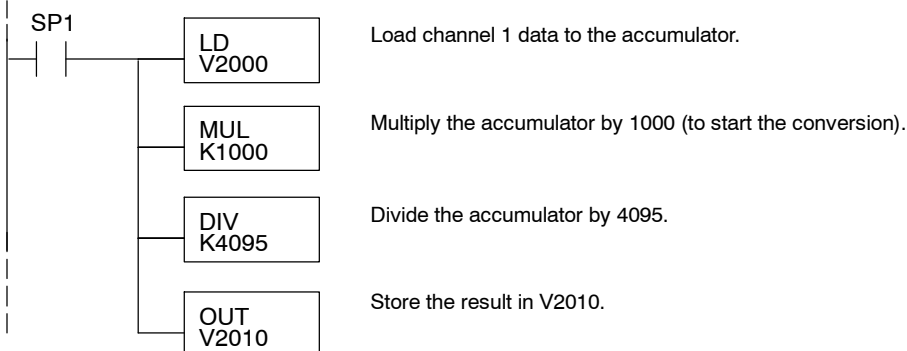 SP1
LD
V2000
Load channel 1 data to the accumulator.
MUL
K1000
Multiply the accumulator by 1000 (to start the conversion).
DIV
K4095
Divide the accumulator by 4095.
OUT
V2010
Store the result in V2010.